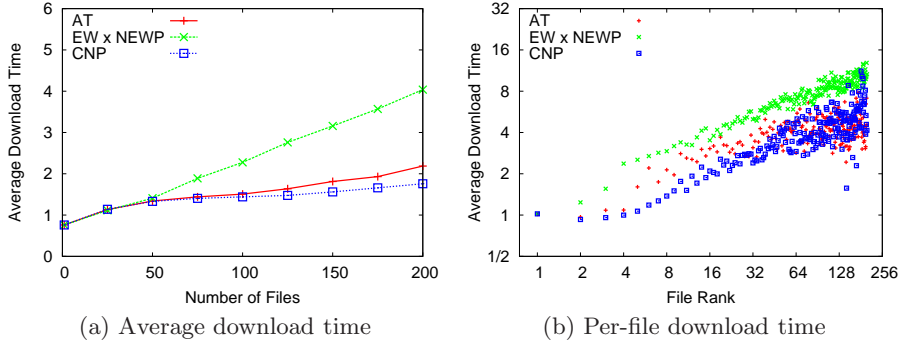 AT
EW x NEWP
CNP
6
5
4
3
2
1
0
Average Download Time
0
50
100
150
200
Number of Files
(a) Average download time
AT
EW x NEWP
CNP
32
16
8
4
2
1
1/2
Average Download Time
1
2
4
8
16
32
64
128
256
File Rank
(b) Per-file download time